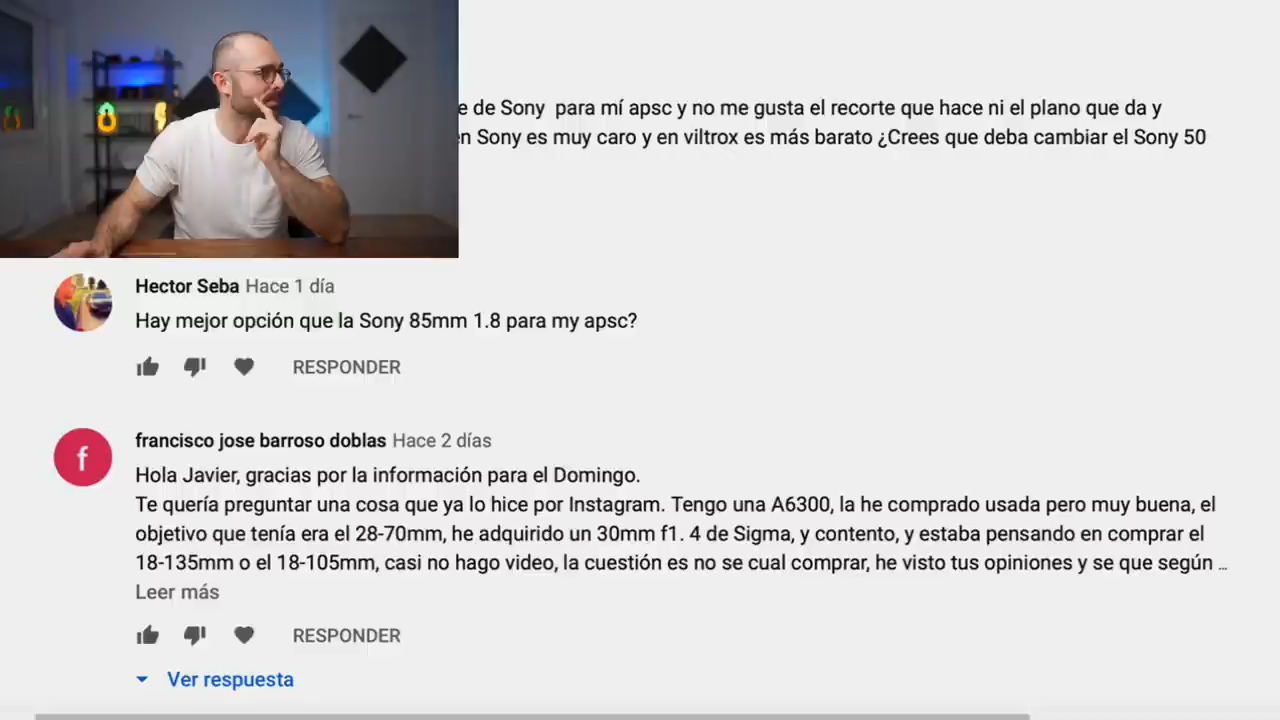 de Sony  para mí apsc y no me gusta el recorte que hace ni el plano que da y
Sony es muy caro y en viltrox es más barato ¿Crees que deba cambiar el Sony 50
Hector Seba Hace 1 día
Hay mejor opción que la Sony 85mm 1.8 para my apsc?
RESPONDER
f
francisco jose barroso doblas Hace 2 días
Hola Javier, gracias por la información para el Domingo.
Te quería preguntar una cosa que ya lo hice por Instagram. Tengo una A6300, la he comprado usada pero muy buena, el
objetivo que tenía era el 28-70mm, he adquirido un 30mm f1. 4 de Sigma, y contento, y estaba pensando en comprar el
18-135mm o el 18-105mm, casi no hago video, la cuestión es no se cual comprar, he visto tus opiniones y se que según ...
Leer más
RESPONDER
Ver respuesta